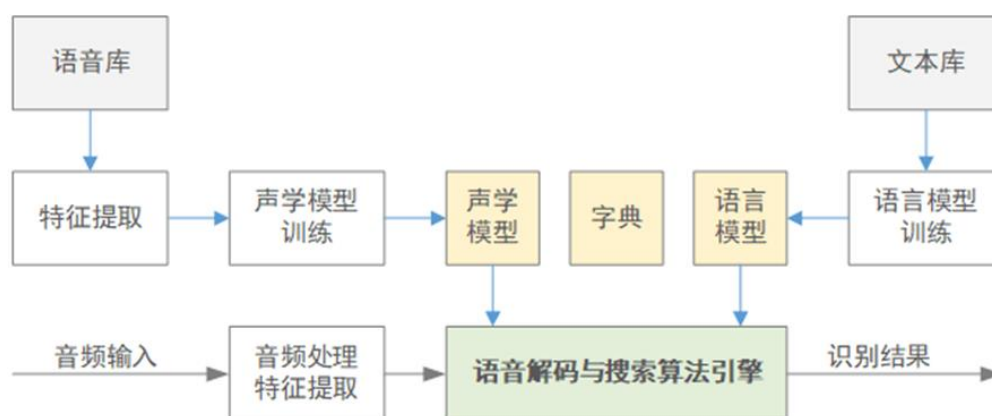 语音库
文本库
特征提取
声学模型
训练
声学
模型
字典
语言
模型
语言模型
训练
音频输入
音频处理
特征提取
语音解码与搜索算法引擎
识别结果